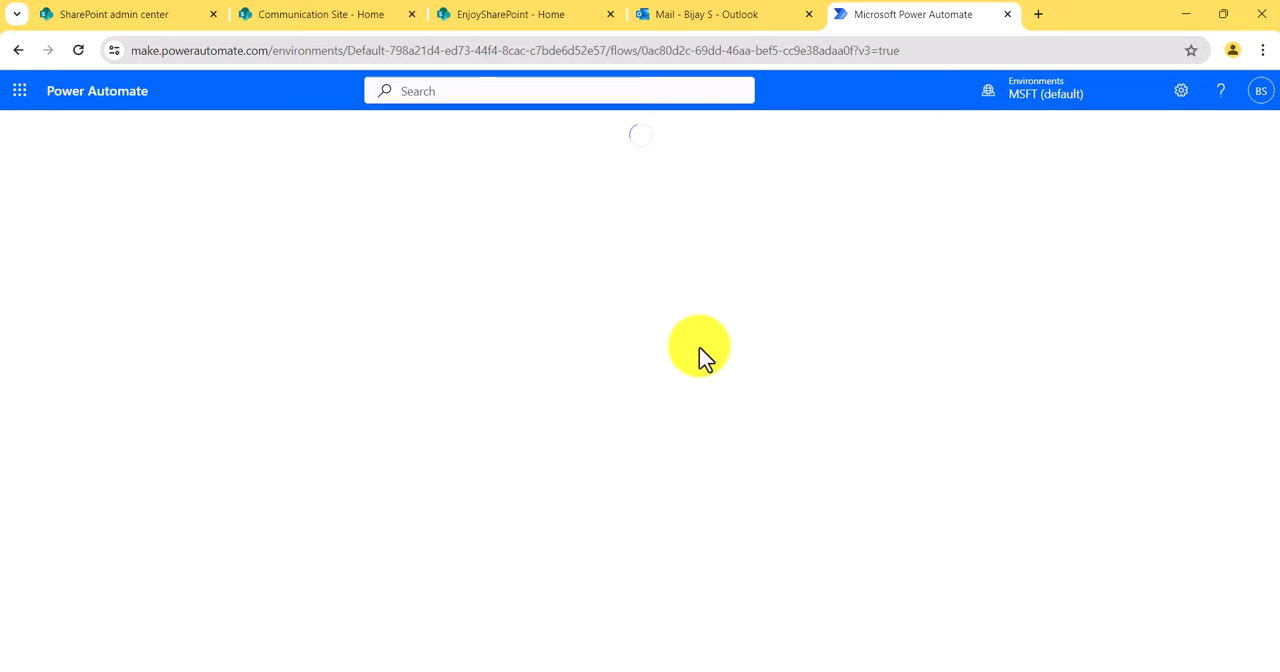 SharePoint admin center
Communication Site - Home
EnjoySharePoint - Home
Mail - Bijay S - Outlook
Microsoft Power Automate
make.powerautomate.com/environments/Default-798a21d4-ed73-44f4-8cac-c7bde6d52e57/flows/0ac80d2c-69dd-46aa-bef5-cc9e38adaa0f?v3=true
Power Automate
Search
Environments
MSFT (default)
?
BS